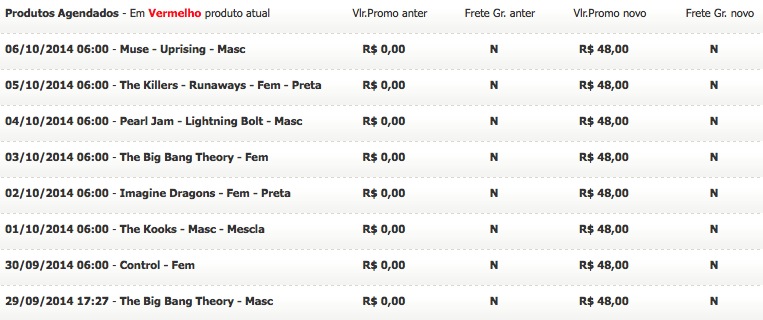 Produtos Agendados - Em Vermelho produto atual Vlr.Promo anter Frete Gr. anter Vlr.Promo novo Frete Gr. novo
06/10/2014 06:00 - Muse - Uprising - Masc R$ 0,00 N R$ 48,00 N
05/10/2014 06:00 - The Killers - Runaways - Fem - Preta R$ 0,00 N R$ 48,00 N
04/10/2014 06:00 - Pearl Jam - Lightning Bolt - Masc R$ 0,00 N R$ 48,00 N
03/10/2014 06:00 - The Big Bang Theory - Fem R$ 0,00 N R$ 48,00 N
02/10/2014 06:00 - Imagine Dragons - Fem - Preta R$ 0,00 N R$ 48,00 N
01/10/2014 06:00 - The Kooks - Masc - Mescla R$ 0,00 N R$ 48,00 N
30/09/2014 06:00 - Control - Fem R$ 0,00 N R$ 48,00 N
29/09/2014 17:27 - The Big Bang Theory - Masc R$ 0,00 N R$ 48,00 N